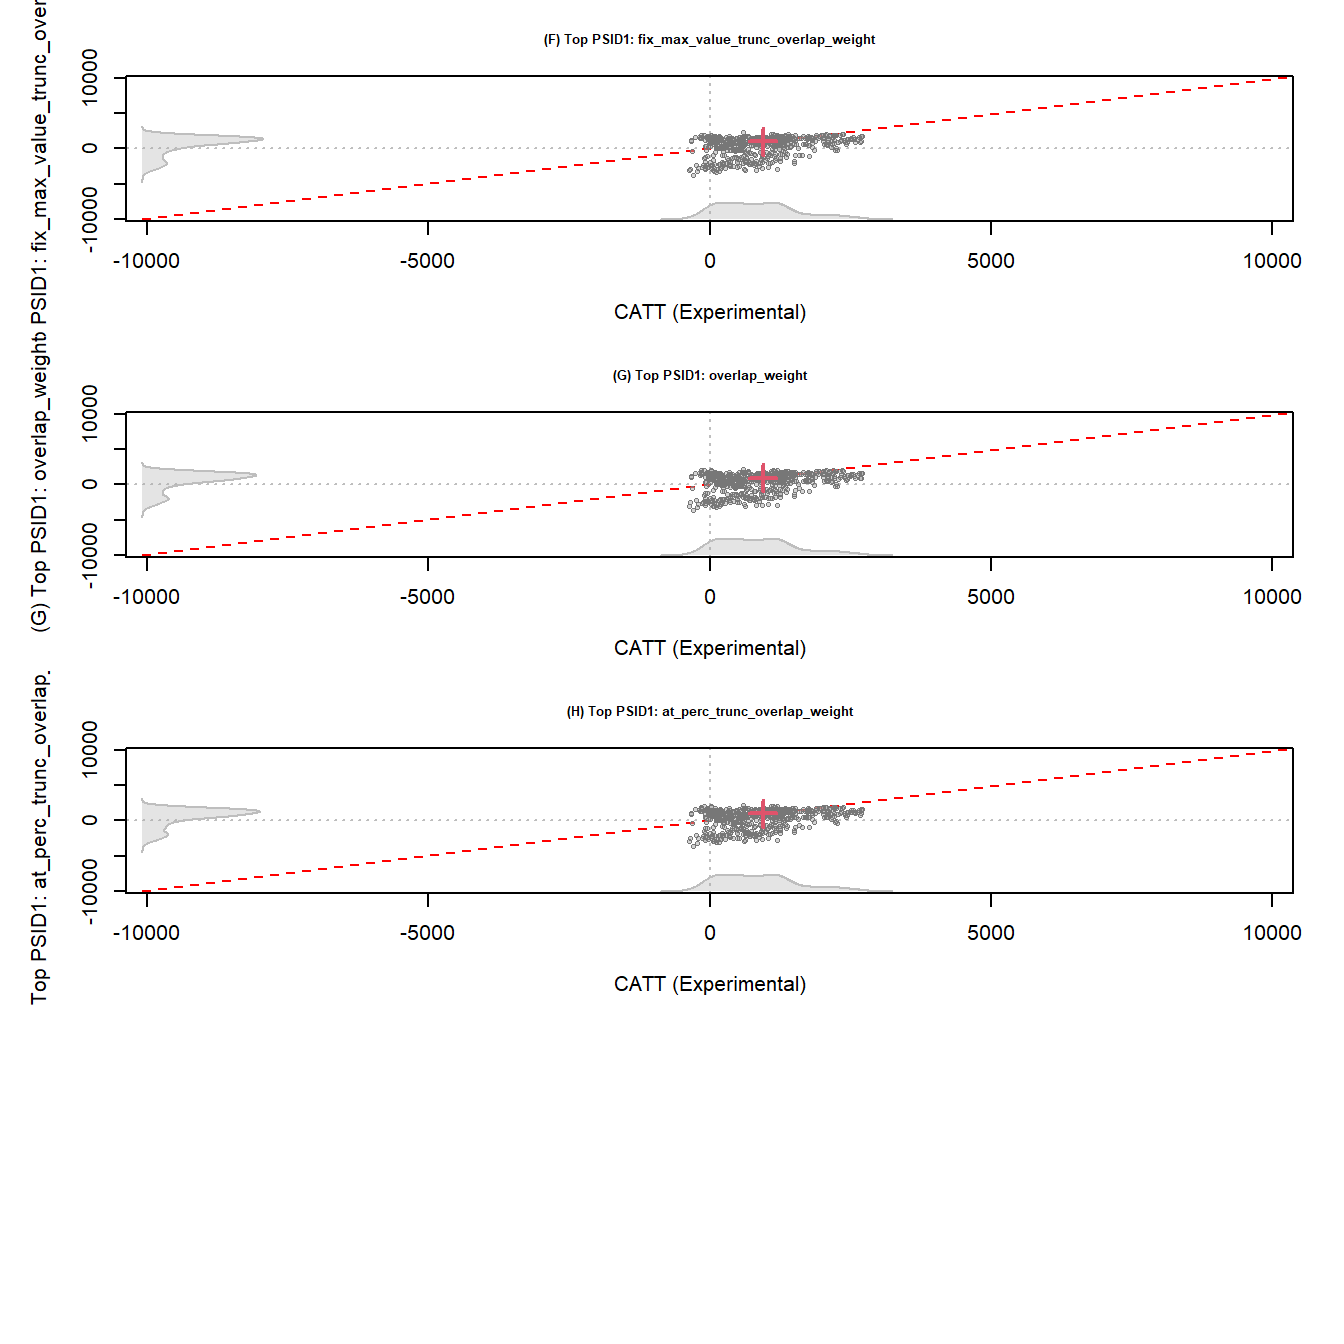 (F) Top PSID1: fix_max_value_trunc_overlap_weight
PSID1: fix_max_value_trunc_over
10000
0
-10000
-10000 -5000 0 5000 10000
CATT (Experimental)
(G) Top PSID1: overlap_weight
(G) Top PSID1: overlap_weight
10000
0
-10000
-10000 -5000 0 5000 10000
CATT (Experimental)
(H) Top PSID1: at_perc_trunc_overlap_weight
Top PSID1: at_perc_trunc_overlap_
10000
0
-10000
-10000 -5000 0 5000 10000
CATT (Experimental)